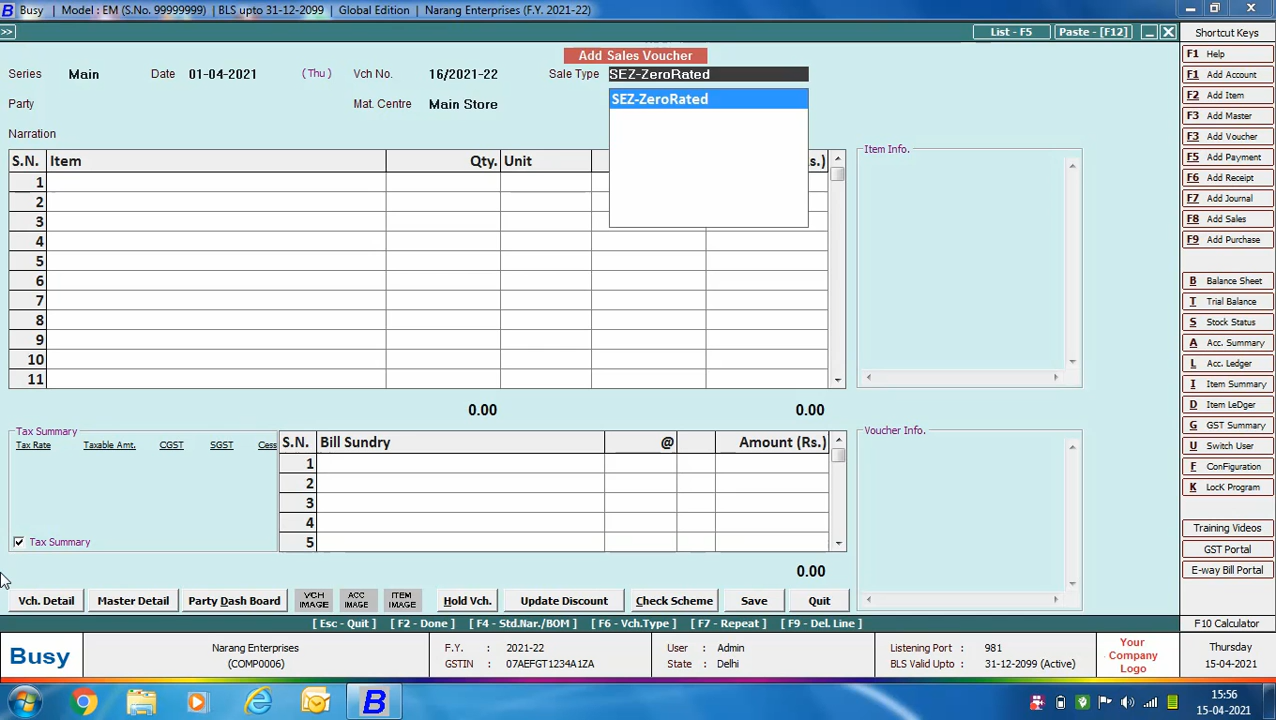 Busy | Model : EM (S.No. 99999999) | BLS upto 31-12-2099 | Global Edition | Narang Enterprises (F.Y. 2021-22)
>> List - F5 Paste - [F12]
Add Sales Voucher
Series Main Date 01-04-2021 (Thu) Vch No. 16/2021-22 Sale Type SEZ-ZeroRated
SEZ-ZeroRated
Party Mat. Centre Main Store
Narration
S.N. Item Qty. Unit s.)
1
2
3
4
5
6
7
8
9
10
11
0.00 0.00
Item Info.
Tax Summary
Tax Rate Taxable Amt. CGST SGST Cess
Tax Summary
S.N. Bill Sundry @ Amount (Rs.)
1
2
3
4
5
0.00
Voucher Info.
Vch. Detail Master Detail Party Dash Board VCH IMAGE ACC IMAGE ITEM IMAGE Hold Vch. Update Discount Check Scheme Save Quit
[ Esc - Quit ] [ F2 - Done ] [ F4 - Std.Nar./BOM ] [ F6 - Vch.Type ] [ F7 - Repeat ] [ F9 - Del. Line ]
Shortcut Keys
F1 Help
F1 Add Account
F2 Add Item
F3 Add Master
F3 Add Voucher
F5 Add Payment
F6 Add Receipt
F7 Add Journal
F8 Add Sales
F9 Add Purchase
B Balance Sheet
T Trial Balance
S Stock Status
A Acc. Summary
L Acc. Ledger
I Item Summary
D Item LeDger
G GST Summary
U Switch User
F ConFiguration
K LocK Program
Training Videos
GST Portal
E-way Bill Portal
F10 Calculator
Busy
Narang Enterprises
(COMP0006)
F.Y. 2021-22
GSTIN : 07AEFGT1234A1ZA
User : Admin
State : Delhi
Listening Port : 981
BLS Valid Upto : 31-12-2099 (Active)
Your
Company
Logo
Thursday
15-04-2021
15:56
15-04-2021